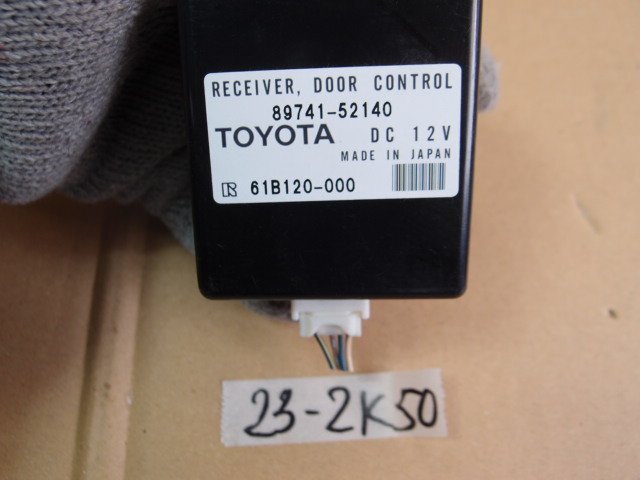 RECEIVER, DOOR CONTROL
89741-52140
TOYOTA DC 12V
MADE IN JAPAN
R 61B120-000
23-2K50